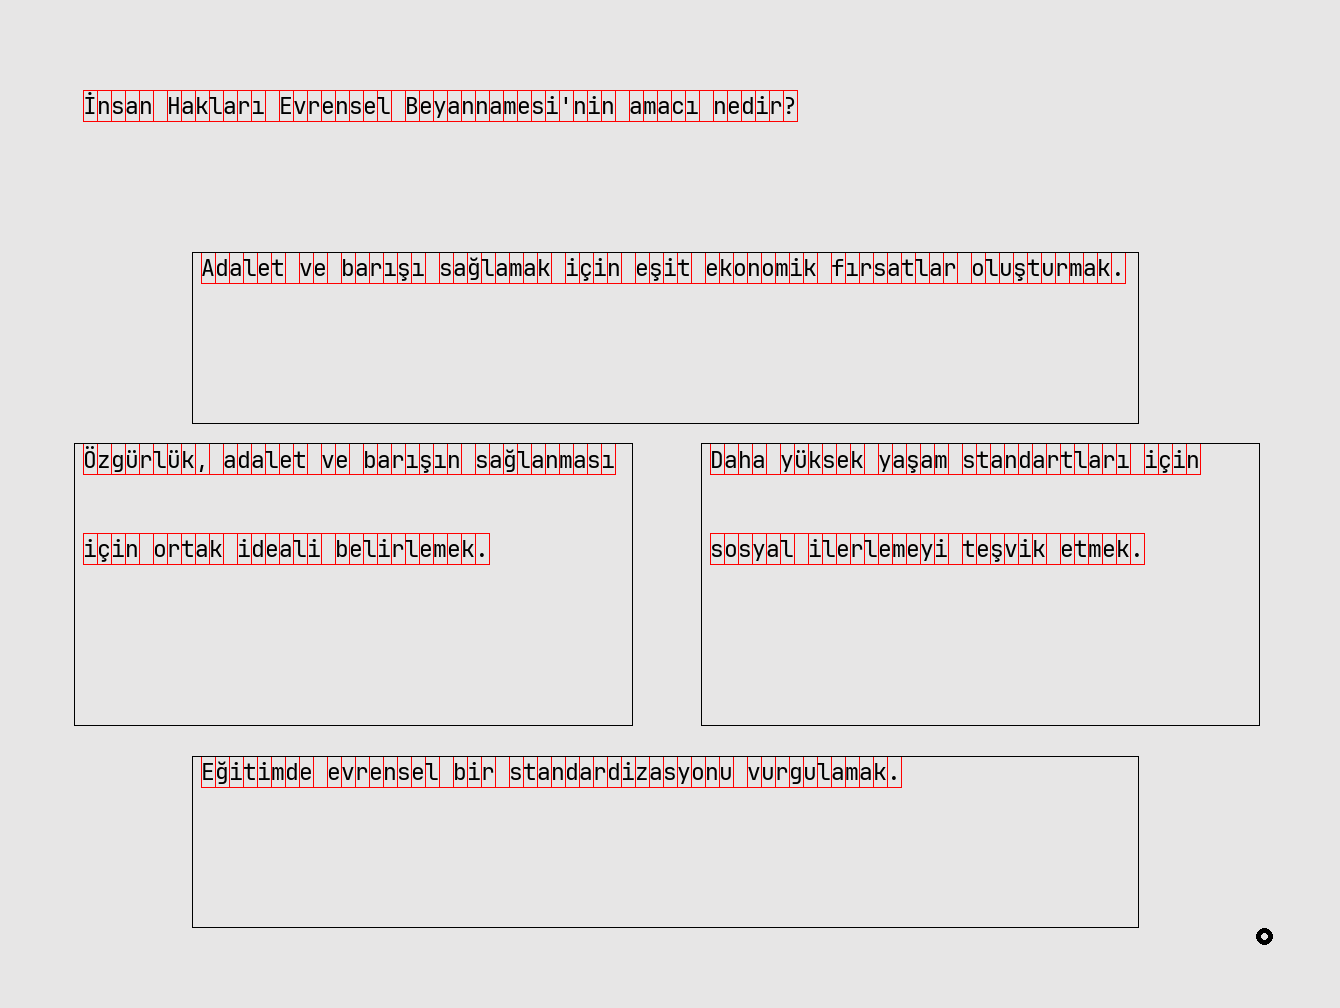 İnsan Hakları Evrensel Beyannamesi'nin amacı nedir?
Adalet ve barışı sağlamak için eşit ekonomik fırsatlar oluşturmak.
Özgürlük, adalet ve barışın sağlanması
için ortak ideali belirlemek.
Daha yüksek yaşam standartları için
sosyal ilerlemeyi teşvik etmek.
Eğitimde evrensel bir standardizasyonu vurgulamak.